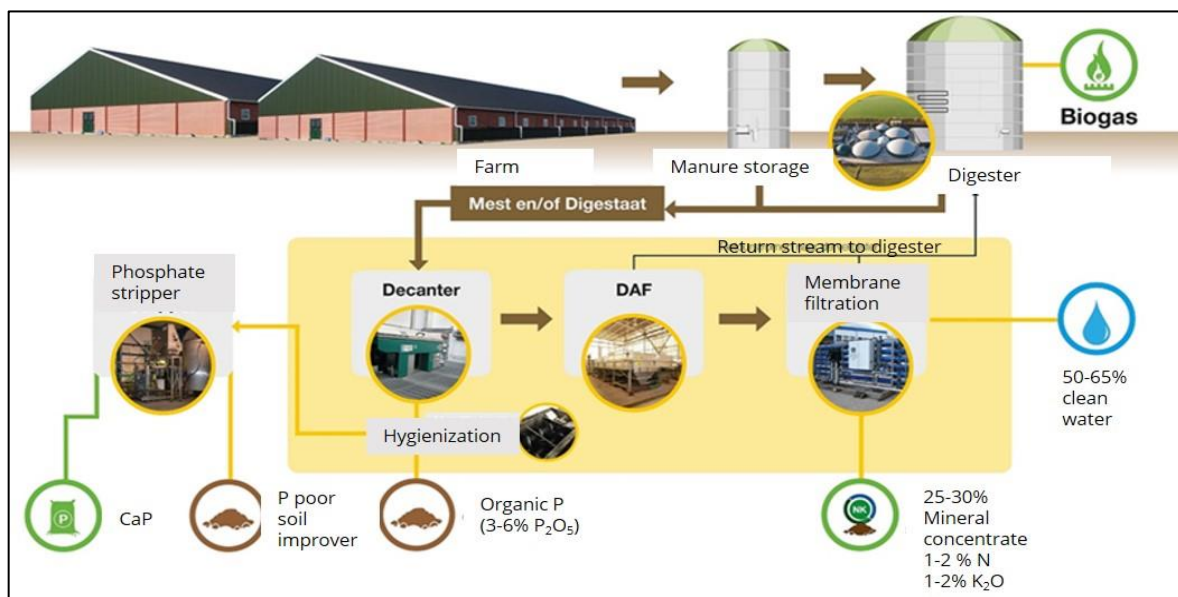 Biogas
Farm
Manure storage
Digester
Mest en/of Digestaat
Return stream to digester
Phosphate
stripper
Decanter
DAF
Membrane
filtration
50-65%
clean
water
Hygienization
P
CaP
P poor
soil
improver
Organic P
(3-6% P₂O₅)
NK
25-30%
Mineral
concentrate
1-2 % N
1-2% K₂O